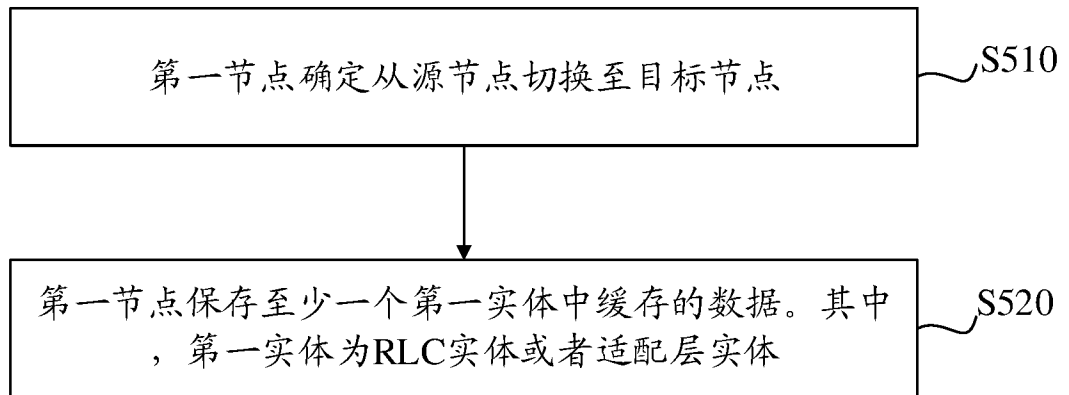 第一节点确定从源节点切换至目标节点
S510
第一节点保存至少一个第一实体中缓存的数据。其中
，第一实体为RLC实体或者适配层实体
S520